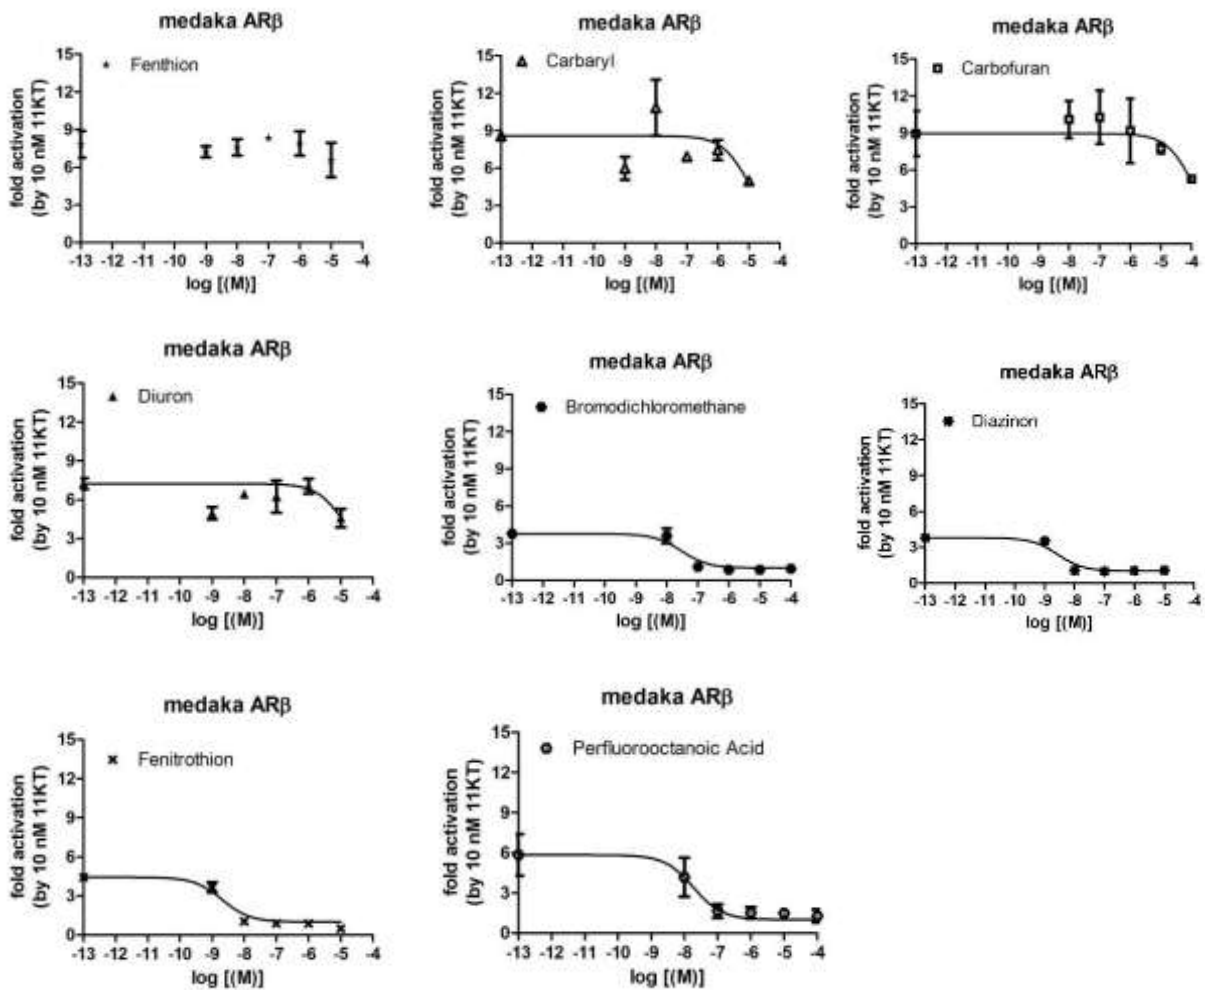 medaka ARβ
Fenthion
fold activation
(by 10 nM 11KT)
15
12
9
6
3
0
-13 -12 -11 -10 -9 -8 -7 -6 -5 -4
log [(M)]
medaka ARβ
Carbaryl
fold activation
(by 10 nM 11KT)
15
12
9
6
3
0
-13 -12 -11 -10 -9 -8 -7 -6 -5 -4
log [(M)]
medaka ARβ
Carbofuran
fold activation
(by 10 nM 11KT)
15
12
9
6
3
0
-13 -12 -11 -10 -9 -8 -7 -6 -5 -4
log [(M)]
medaka ARβ
Diuron
fold activation
(by 10 nM 11KT)
15
12
9
6
3
0
-13 -12 -11 -10 -9 -8 -7 -6 -5 -4
log [(M)]
medaka ARβ
Bromodichloromethane
fold activation
(by 10 nM 11KT)
15
12
9
6
3
0
-13 -12 -11 -10 -9 -8 -7 -6 -5 -4
log [(M)]
medaka ARβ
Diazinon
fold activation
(by 10 nM 11KT)
15
12
9
6
3
0
-13 -12 -11 -10 -9 -8 -7 -6 -5 -4
log [(M)]
medaka ARβ
Fenitrothion
fold activation
(by 10 nM 11KT)
15
12
9
6
3
0
-13 -12 -11 -10 -9 -8 -7 -6 -5 -4
log [(M)]
medaka ARβ
Perfluorooctanoic Acid
fold activation
(by 10 nM 11KT)
15
12
9
6
3
0
-13 -12 -11 -10 -9 -8 -7 -6 -5 -4
log [(M)]